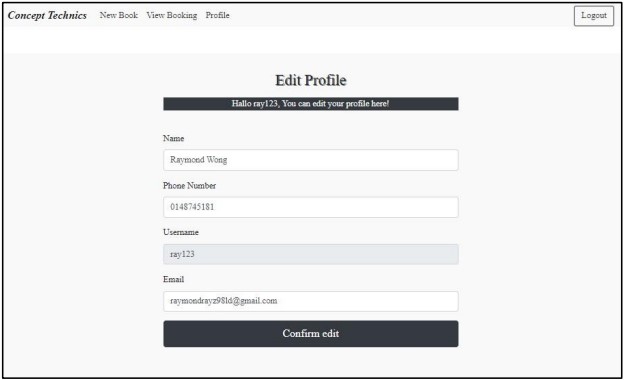 Concept Technics New Book View Booking Profile Logout
Edit Profile
Hallo ray123, You can edit your profile here!
Name
Raymond Wong
Phone Number
0148745181
Username
ray123
Email
raymondrayz98ld@gmail.com
Confirm edit